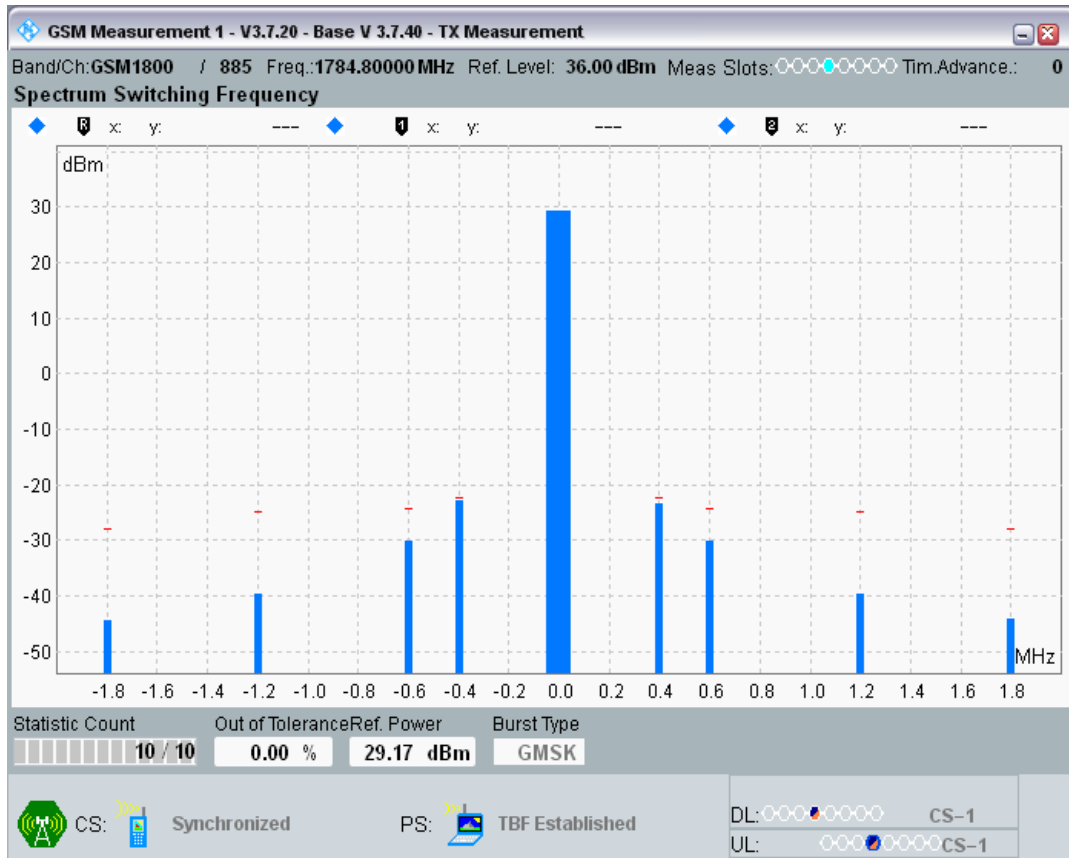 GSM Measurement 1 - V3.7.20 - Base V 3.7.40 - TX Measurement
Band/Ch:GSM1800 / 885 Freq.:1784.80000 MHz Ref. Level: 36.00 dBm Meas Slots: Tim.Advance.: 0
Spectrum Switching Frequency
R x: y: --- 1 x: y: --- 2 x: y: ---
dBm
30
20
10
0
-10
-20
-30
-40
-50
MHz
-1.8 -1.6 -1.4 -1.2 -1.0 -0.8 -0.6 -0.4 -0.2 0.0 0.2 0.4 0.6 0.8 1.0 1.2 1.4 1.6 1.8
Statistic Count Out of Tolerance Ref. Power Burst Type
10 / 10 0.00 % 29.17 dBm GMSK
CS: Synchronized PS: TBF Established
DL: CS-1
UL: CS-1